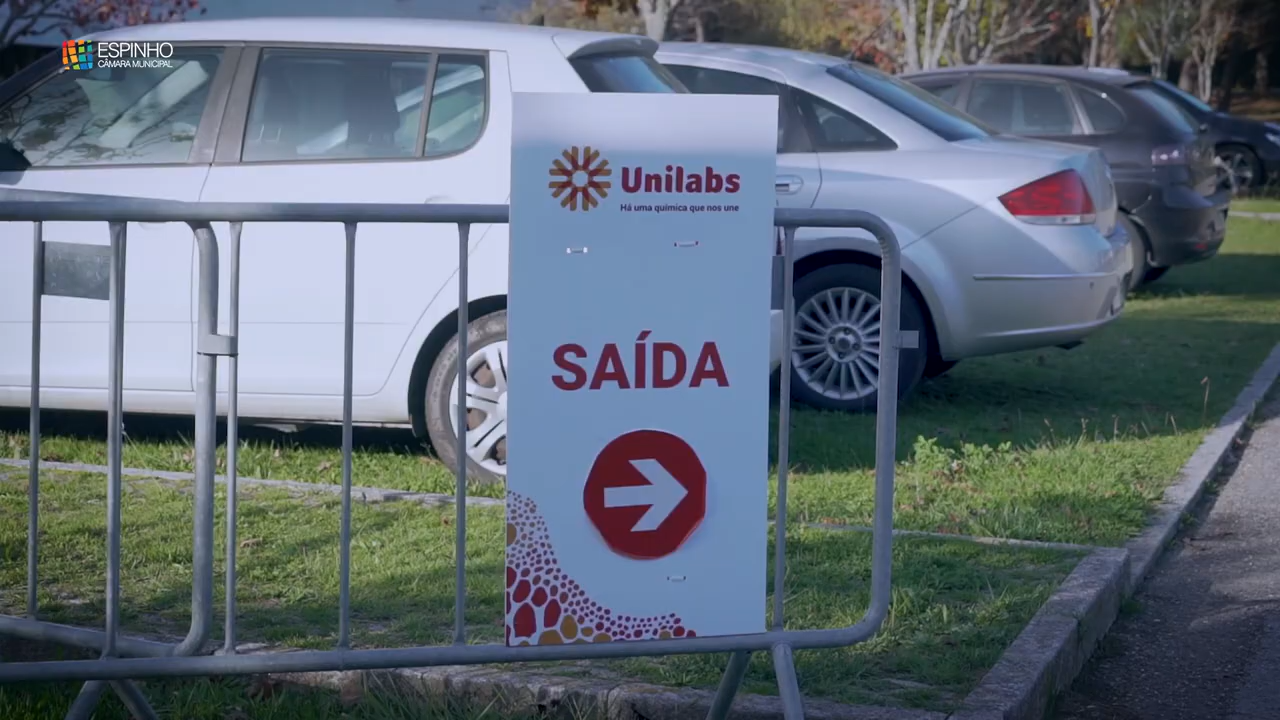 ESPINHO
CÂMARA MUNICIPAL
Unilabs
Há uma química que nos une
SAÍDA